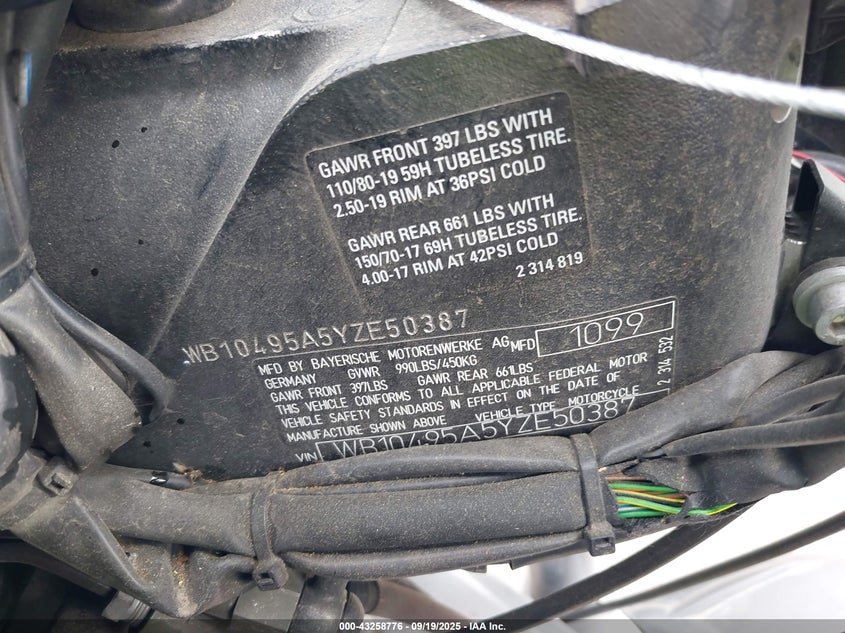 GAWR FRONT 397 LBS WITH
110/80-19 59H TUBELESS TIRE.
2.50-19 RIM AT 36PSI COLD
GAWR REAR 661 LBS WITH
150/70-17 69H TUBELESS TIRE.
4.00-17 RIM AT 42PSI COLD
2 314 819
WB10495A5YZE50387
MFD BY BAYERISCHE MOTORENWERKE AG MFD 1099
GERMANY GVWR 990LBS/450KG
GAWR FRONT 397LBS GAWR REAR 661LBS
THIS VEHICLE CONFORMS TO ALL APPLICABLE FEDERAL MOTOR
VEHICLE SAFETY STANDARDS IN EFFECT ON THE DATE OF
MANUFACTURE SHOWN ABOVE VEHICLE TYPE MOTORCYCLE
VIN WB10495A5YZE50387
2 314 532
000-43258776 - 09/19/2025 - IAA, Inc.